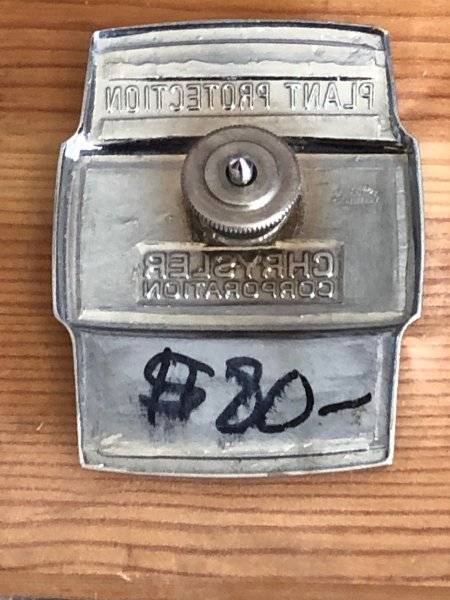 PLANT PROTECTION
CHRYSLER
CORPORATION
$80-